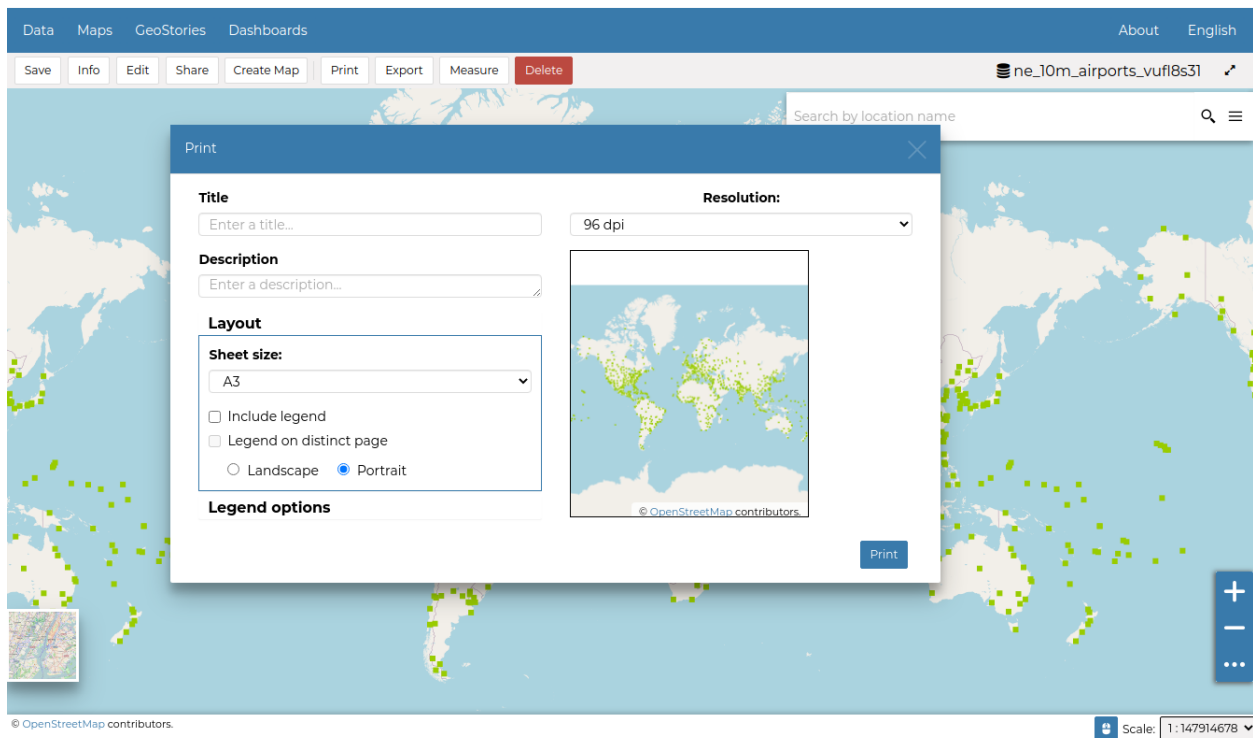 Data Maps GeoStories Dashboards About English
Save Info Edit Share Create Map Print Export Measure Delete ne_10m_airports_vufl8s31
Search by location name
Print
Title
Enter a title...
Resolution:
96 dpi
Description
Enter a description...
Layout
Sheet size:
A3
Include legend
Legend on distinct page
Landscape Portrait
Legend options
© OpenStreetMap contributors.
Print
© OpenStreetMap contributors.
Scale: 1 : 147914678